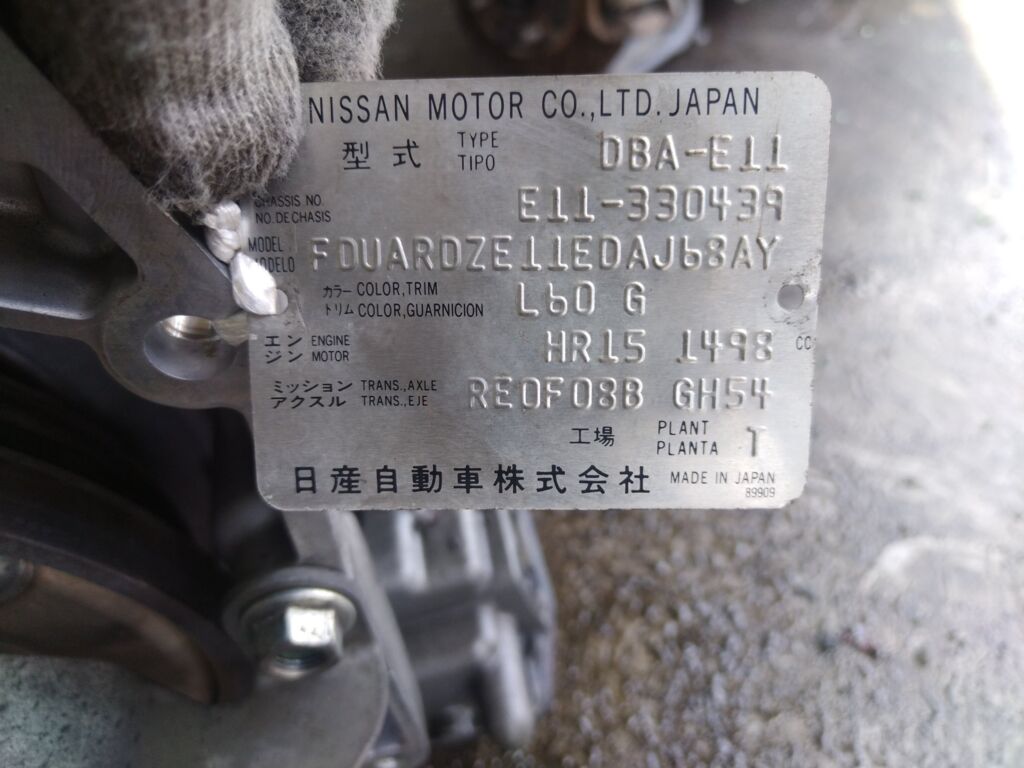 NISSAN MOTOR CO.,LTD. JAPAN
型式 TYPE TIPO DBA-E11
CHASSIS NO. NO. DE CHASIS E11-330439
MODEL MODELO FDUARDZE11EDAJ68AY
カラー COLOR,TRIM トリム COLOR,GUARNICION L60 G
エンジン ENGINE MOTOR HR15 1498 CC
ミッション TRANS.,AXLE アクスル TRANS.,EJE RE0F08B GH54
工場 PLANT PLANTA T
日産自動車株式会社 MADE IN JAPAN
89909